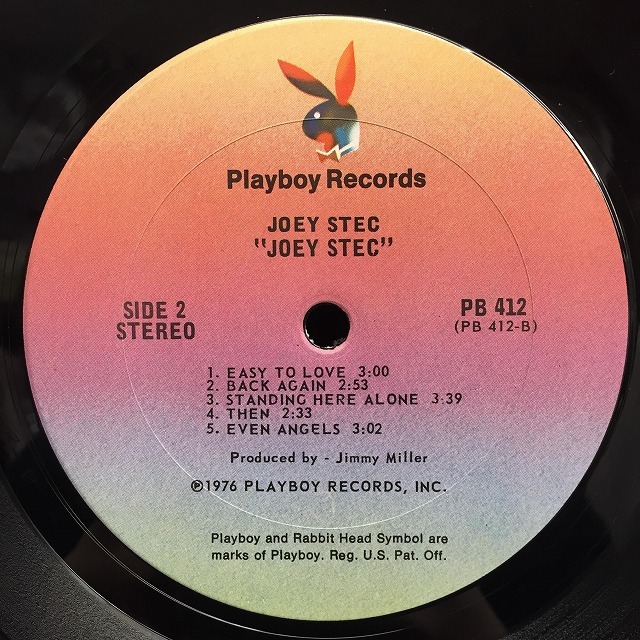 Playboy Records
JOEY STEC
"JOEY STEC"
SIDE 2
STEREO
PB 412
(PB 412-B)
1. EASY TO LOVE 3:00
2. BACK AGAIN 2:53
3. STANDING HERE ALONE 3:39
4. THEN 2:33
5. EVEN ANGELS 3:02
Produced by - Jimmy Miller
℗1976 PLAYBOY RECORDS, INC.
Playboy and Rabbit Head Symbol are
marks of Playboy. Reg. U.S. Pat. Off.